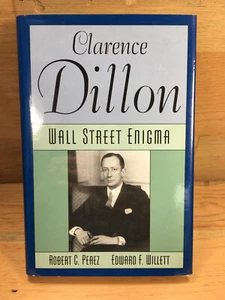 Clarence
Dillon
WALL STREET ENIGMA
ROBERT C. PEREZ EDWARD F. WILLETT